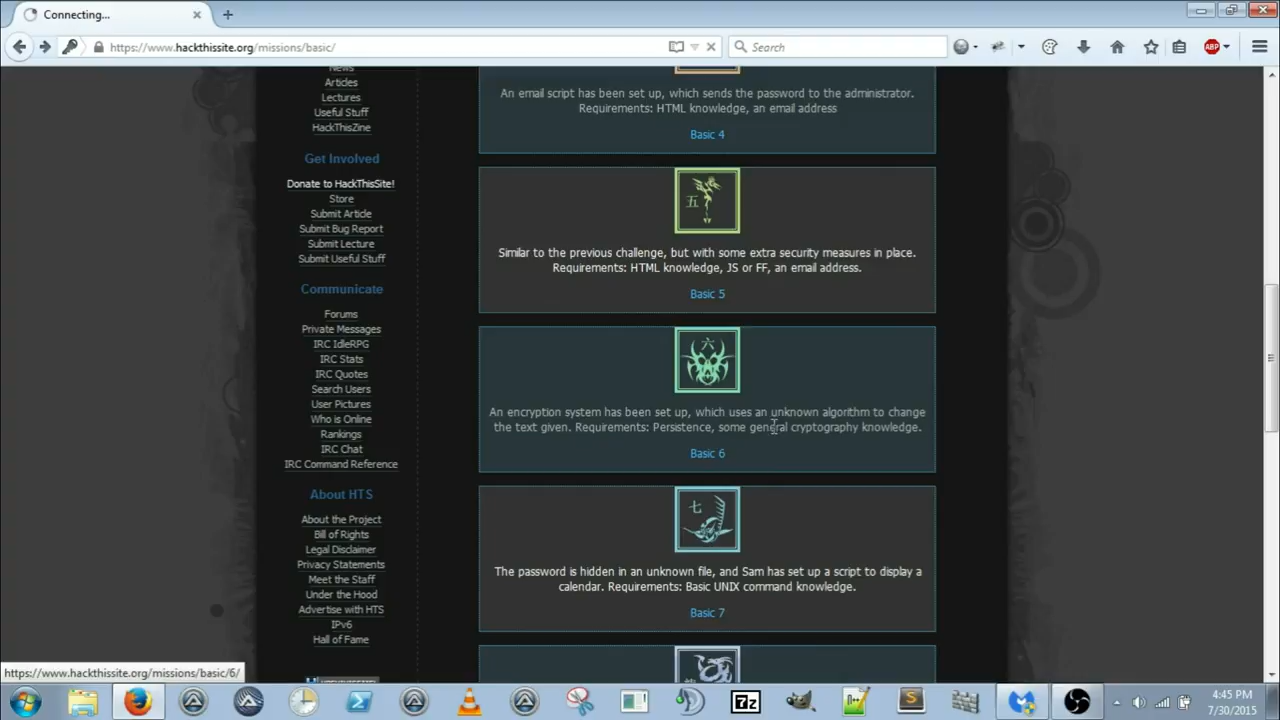 Connecting...
https://www.hackthissite.org/missions/basic/
Search
ABP
News
Articles
Lectures
Useful Stuff
HackThisZine
Get Involved
Donate to HackThisSite!
Store
Submit Article
Submit Bug Report
Submit Lecture
Submit Useful Stuff
Communicate
Forums
Private Messages
IRC IdleRPG
IRC Stats
IRC Quotes
Search Users
User Pictures
Who is Online
Rankings
IRC Chat
IRC Command Reference
About HTS
About the Project
Bill of Rights
Legal Disclaimer
Privacy Statements
Meet the Staff
Under the Hood
Advertise with HTS
IPv6
Hall of Fame
An email script has been set up, which sends the password to the administrator.
Requirements: HTML knowledge, an email address
Basic 4
五
Similar to the previous challenge, but with some extra security measures in place.
Requirements: HTML knowledge, JS or FF, an email address.
Basic 5
六
An encryption system has been set up, which uses an unknown algorithm to change
the text given. Requirements: Persistence, some general cryptography knowledge.
Basic 6
七
The password is hidden in an unknown file, and Sam has set up a script to display a
calendar. Requirements: Basic UNIX command knowledge.
Basic 7
https://www.hackthissite.org/missions/basic/6/
7z
S
4:45 PM
7/30/2015